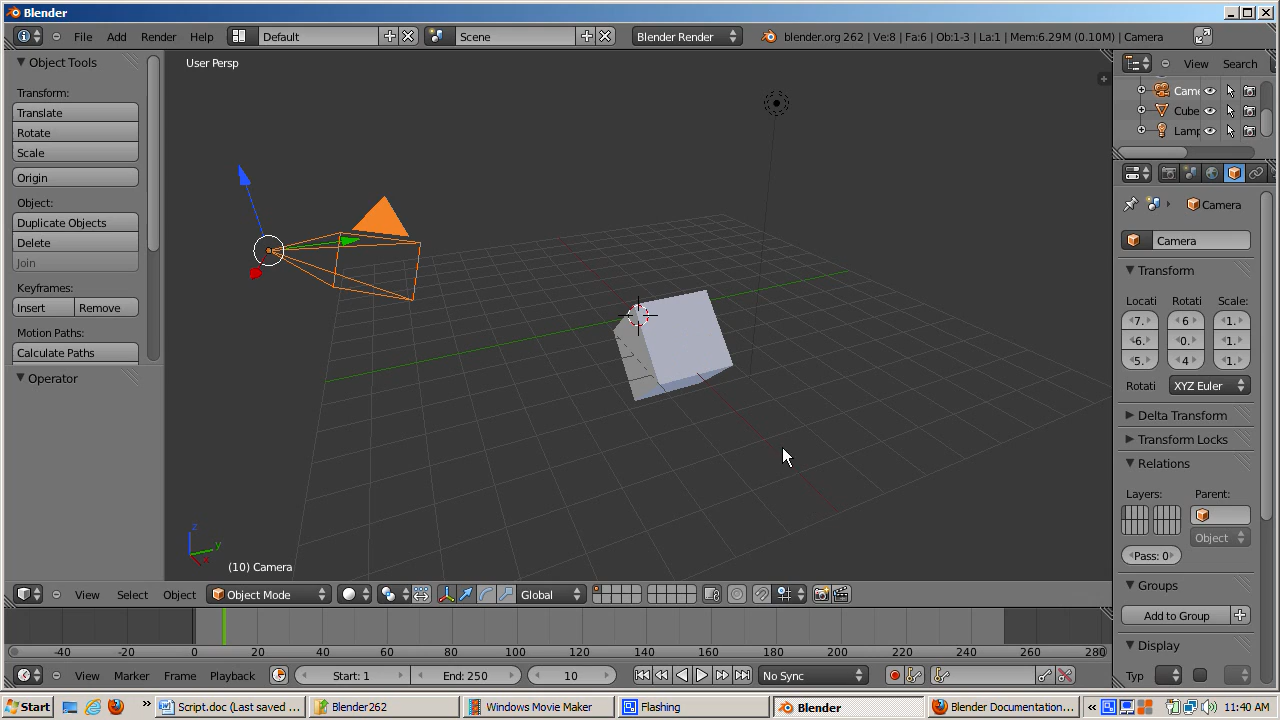 Blender
File Add Render Help Default Scene Blender Render blender.org 262 | Ve:8 | Fa:6 | Ob:1-3 | La:1 | Mem:6.29M (0.10M) | Camera
Object Tools
Transform:
Translate
Rotate
Scale
Origin
Object:
Duplicate Objects
Delete
Join
Keyframes:
Insert Remove
Motion Paths:
Calculate Paths
Operator
User Persp
z
y
x
(10) Camera
View Search
Came
Cube
Lamp
Camera
Camera
Transform
Locati Rotati Scale:
7. 6 1.
-6. 0. 1.
5. 4 1.
Rotati XYZ Euler
Delta Transform
Transform Locks
Relations
Layers: Parent:
Object
Pass: 0
Groups
Add to Group
Display
Typ
View Select Object Object Mode Global
-40 -20 0 20 40 60 80 100 120 140 160 180 200 220 240 260 280
View Marker Frame Playback Start: 1 End: 250 10 No Sync
Start Script.doc (Last saved ... Blender262 Windows Movie Maker Flashing Blender Blender Documentation... 11:40 AM